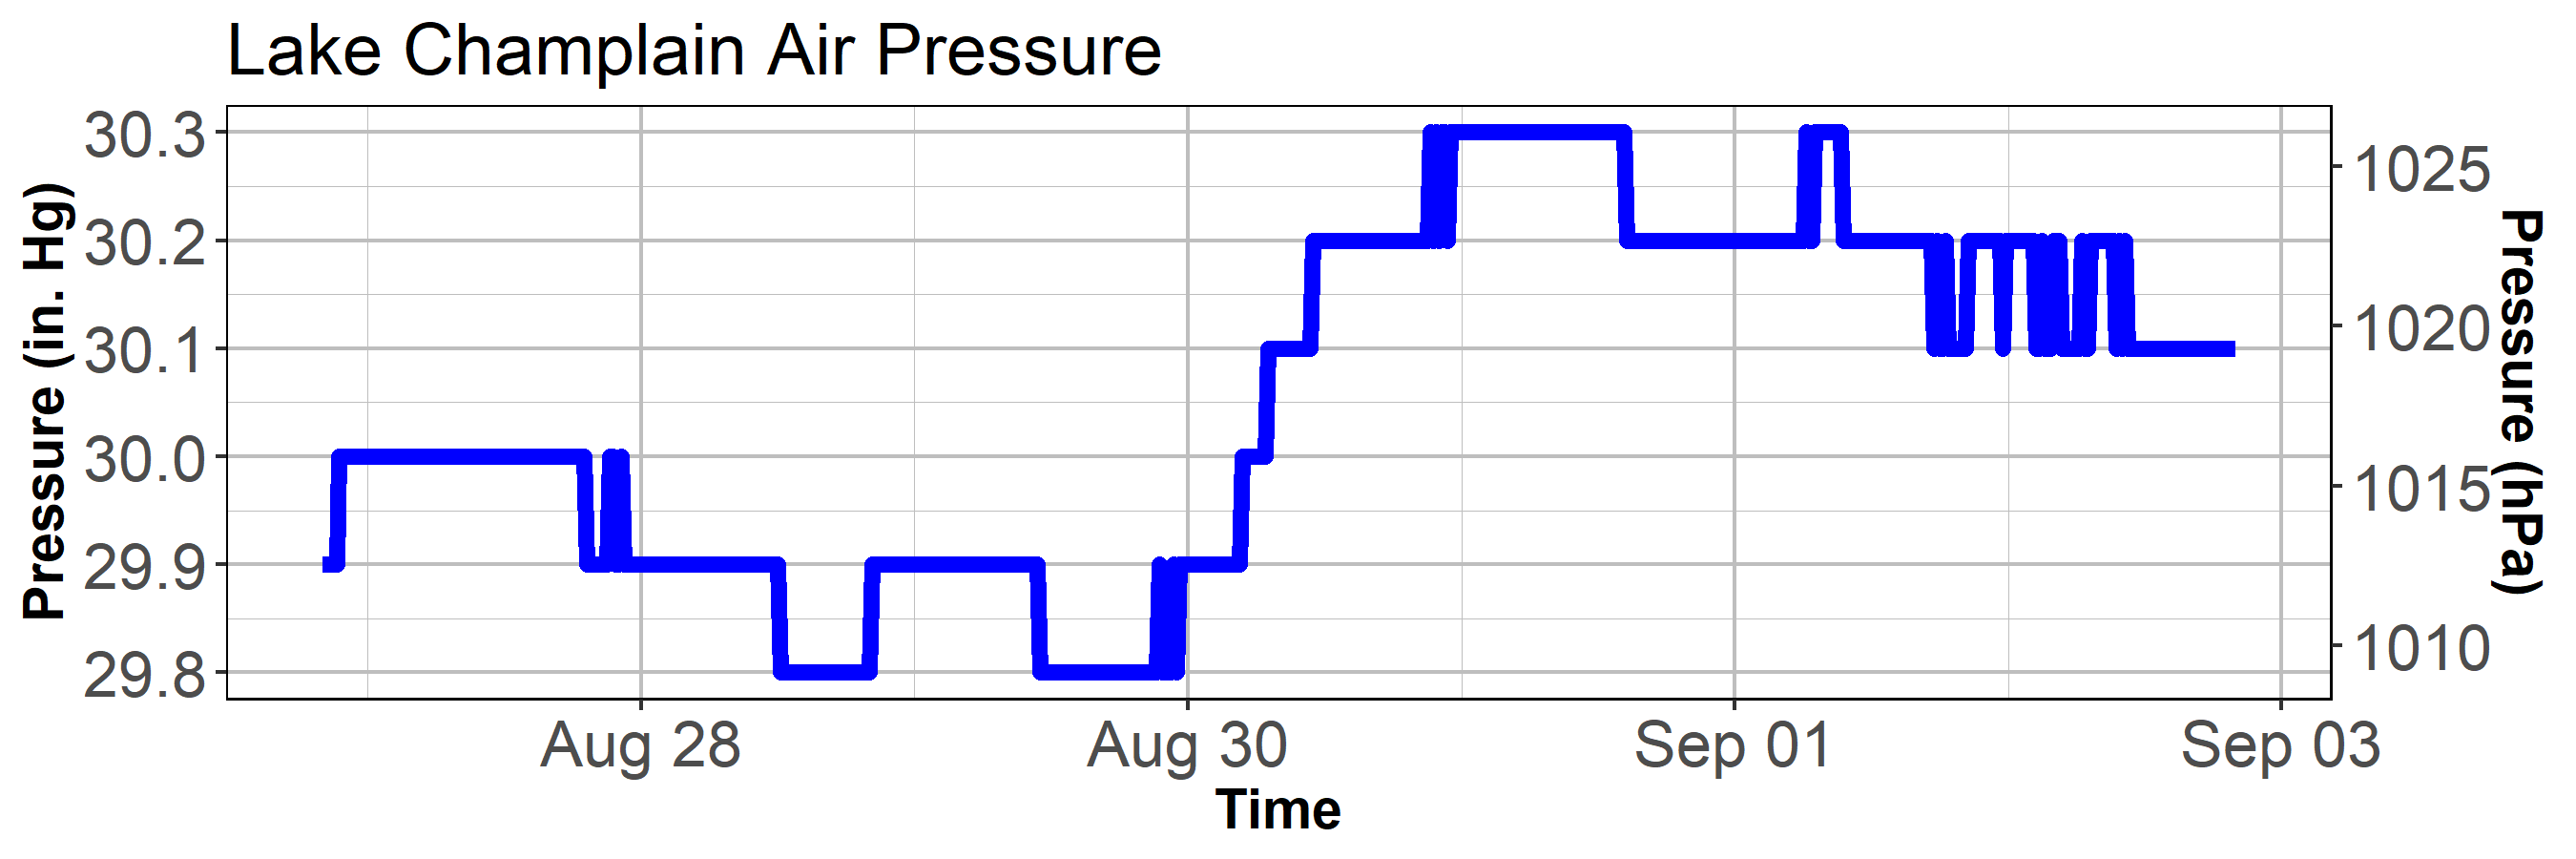 Lake Champlain Air Pressure
Pressure (in. Hg)
30.3
30.2
30.1
30.0
29.9
29.8
1025
1020
1015
1010
Pressure (hPa)
Aug 28 Aug 30 Sep 01 Sep 03
Time